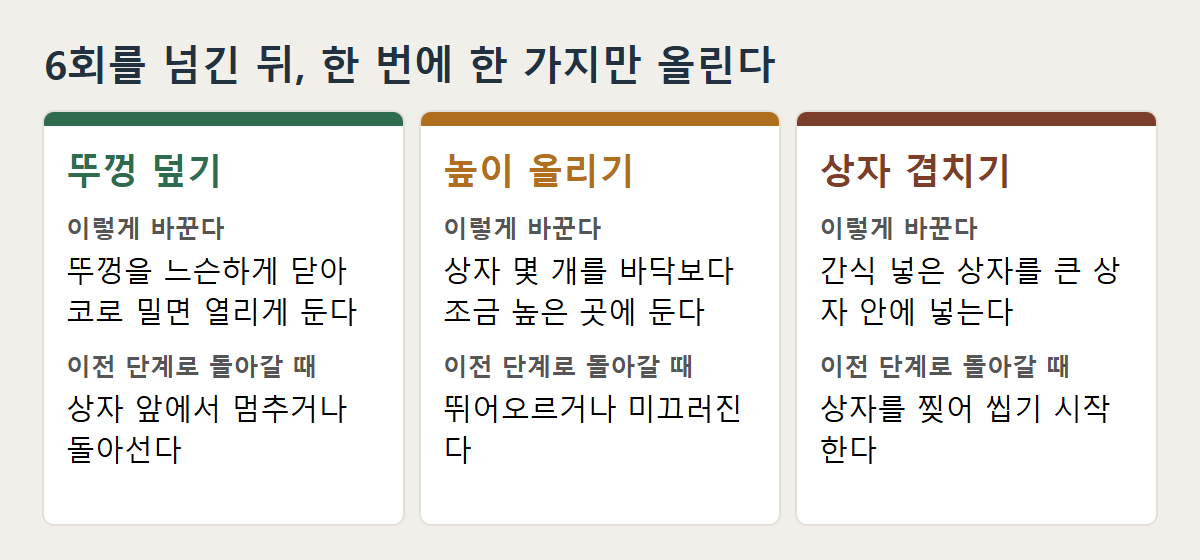 6회를 넘긴 뒤, 한 번에 한 가지만 올린다
뚜껑 덮기
이렇게 바꾼다
뚜껑을 느슨하게 닫아
코로 밀면 열리게 둔다
이전 단계로 돌아갈 때
상자 앞에서 멈추거나
돌아선다
높이 올리기
이렇게 바꾼다
상자 몇 개를 바닥보다
조금 높은 곳에 둔다
이전 단계로 돌아갈 때
뛰어오르거나 미끄러진
다
상자 겹치기
이렇게 바꾼다
간식 넣은 상자를 큰 상
자 안에 넣는다
이전 단계로 돌아갈 때
상자를 찢어 씹기 시작
한다